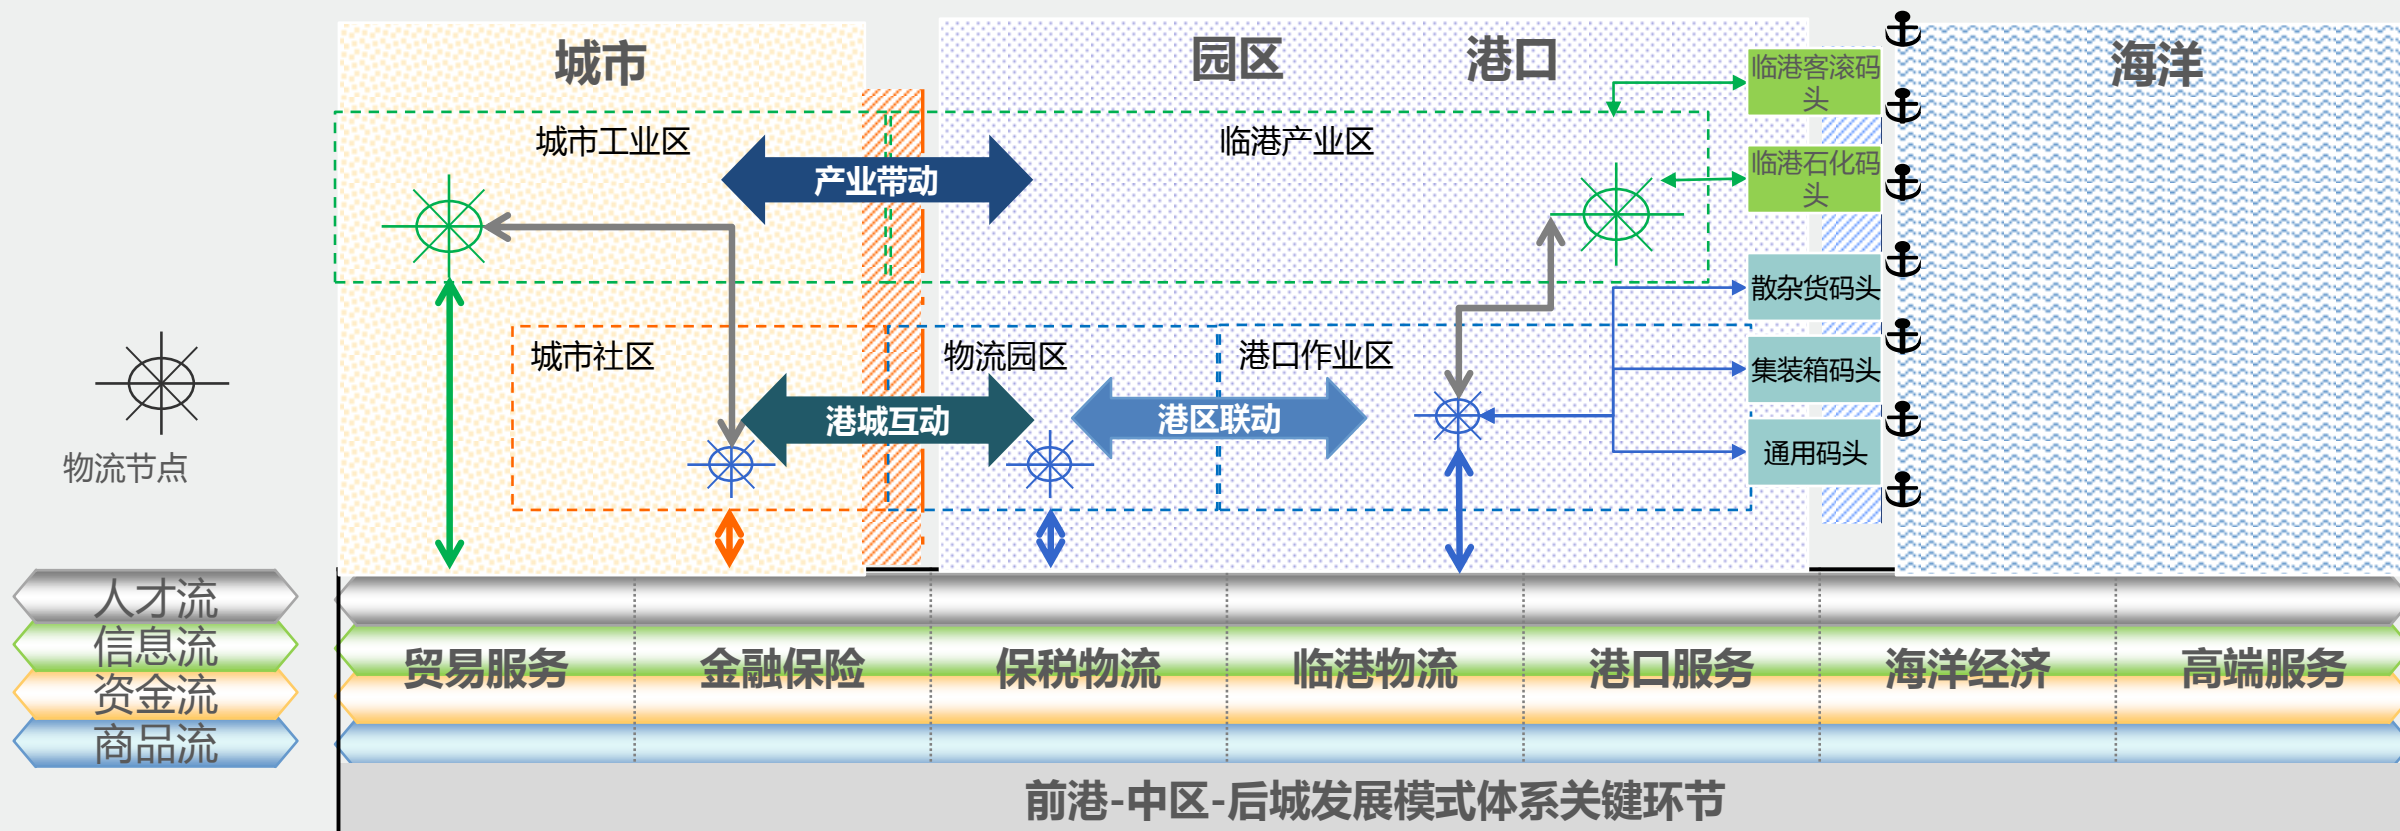 城市
园区
港口
海洋
临港客滚码
头
城市工业区
临港产业区
产业带动
临港石化码
头
散杂货码头
城市社区
物流园区
港口作业区
集装箱码头
港城互动
港区联动
通用码头
物流节点
人才流
信息流
资金流
商品流
贸易服务
金融保险
保税物流
临港物流
港口服务
海洋经济
高端服务
前港-中区-后城发展模式体系关键环节